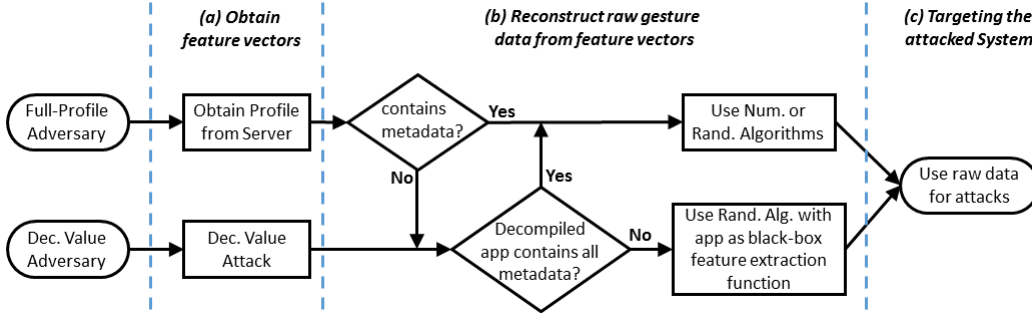 (a) Obtain
feature vectors
(b) Reconstruct raw gesture
data from feature vectors
(c) Targeting the
attacked System
Full-Profile
Adversary
Obtain Profile
from Server
contains
metadata?
Yes
No
Use Num. or
Rand. Algorithms
Use raw data
for attacks
Dec. Value
Adversary
Dec. Value
Attack
Yes
Decompiled
app contains all
metadata?
No
Use Rand. Alg. with
app as black-box
feature extraction
function